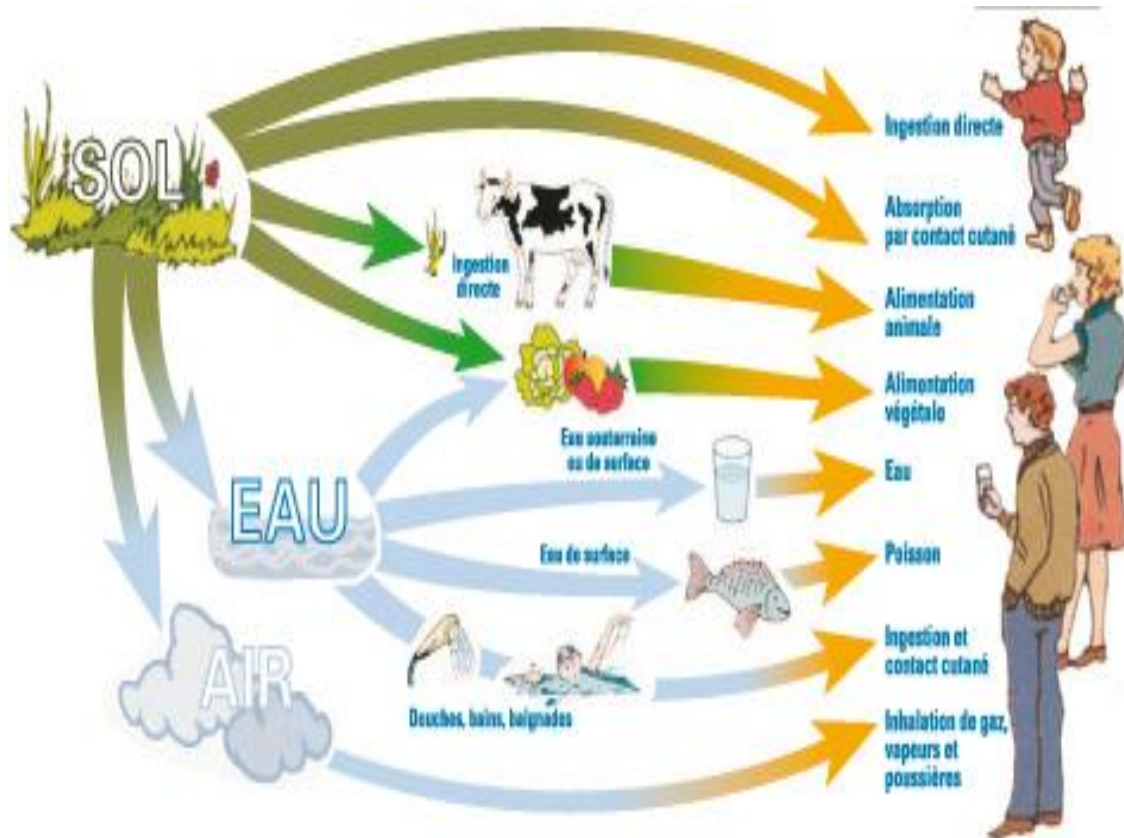 SOL
Ingestion directe
Absorption
par contact cutané
Ingestion
directe
Alimentation
animale
Alimentation
végétale
Eau souterraine
ou de surface
EAU
Eau
Eau de surface
Poisson
AIR
Ingestion et
contact cutané
Douches, bains, baignades
Inhalation de gaz,
vapeurs et
poussières